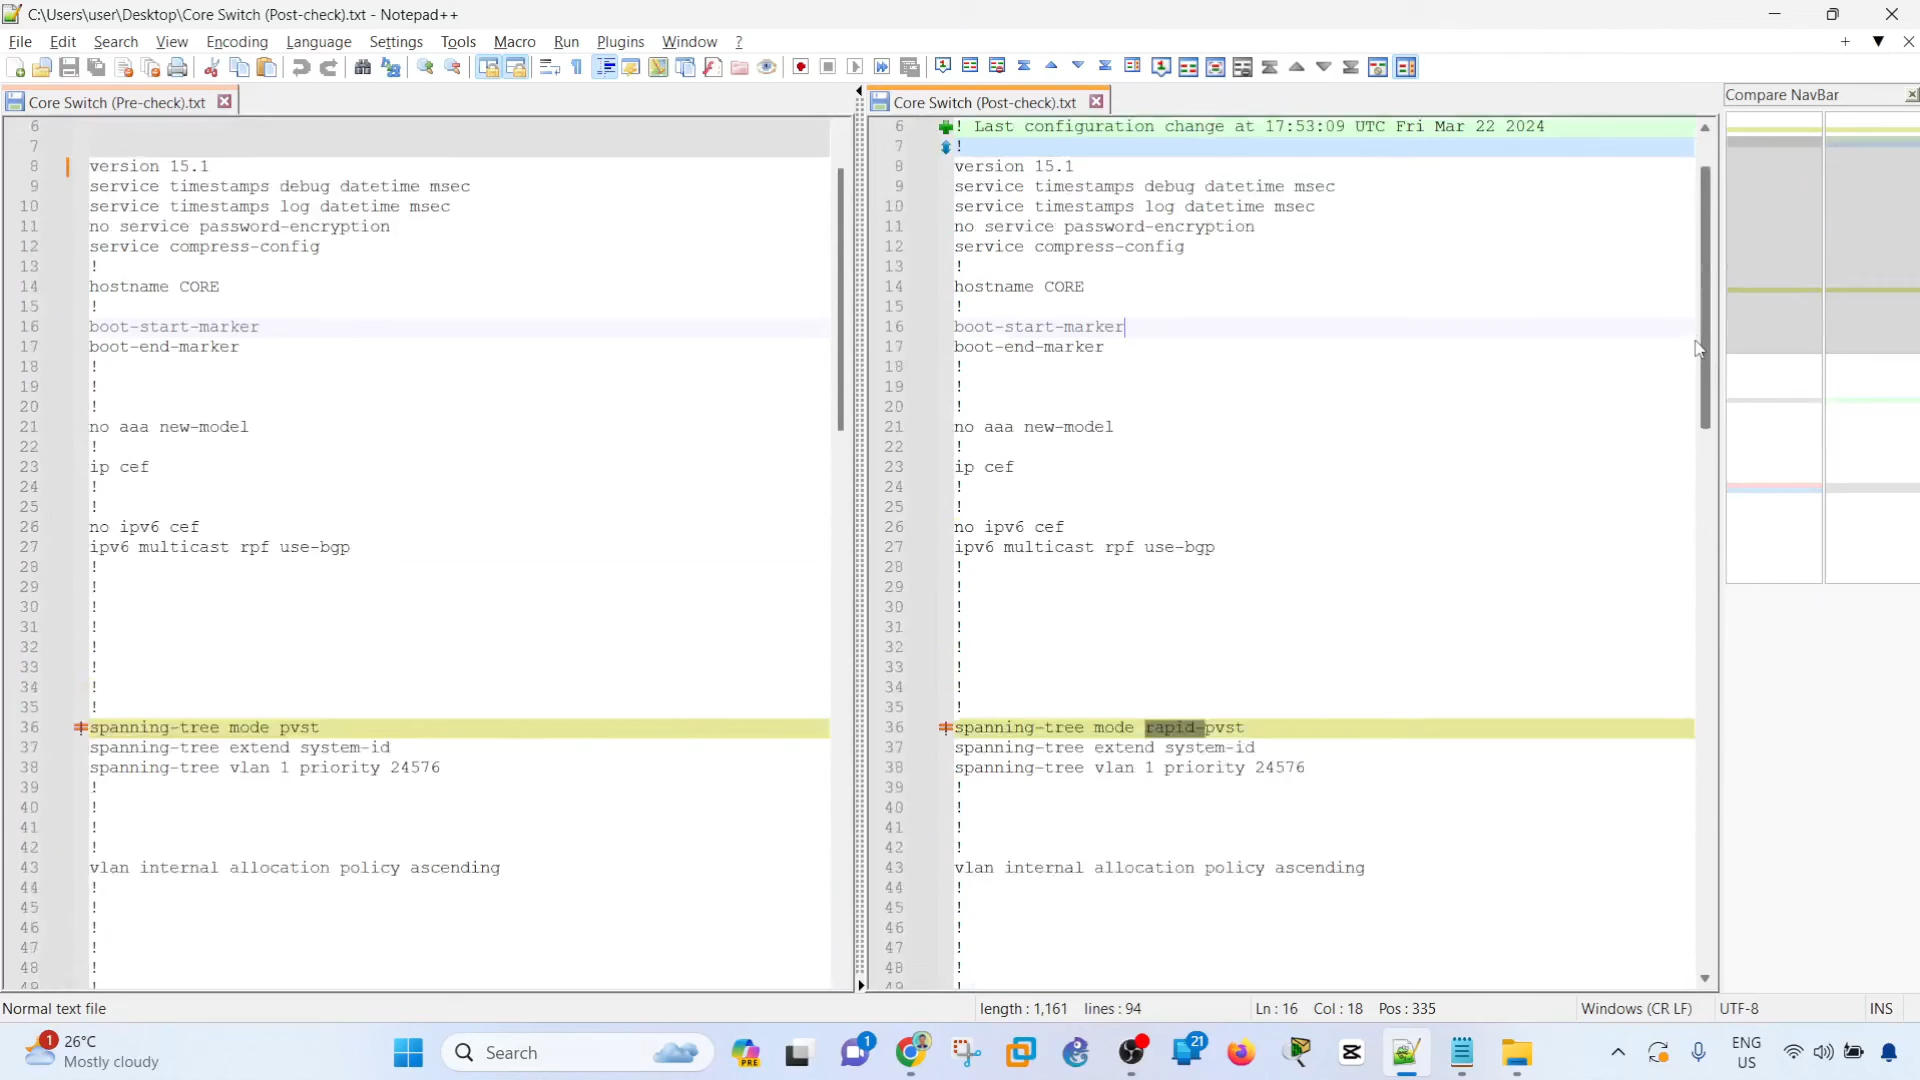 C:\Users\user\Desktop\Core Switch (Post-check).txt - Notepad++
File Edit Search View Encoding Language Settings Tools Macro Run Plugins Window ?
Core Switch (Pre-check).txt
Core Switch (Post-check).txt
Compare NavBar
6
7
8 version 15.1
9 service timestamps debug datetime msec
10 service timestamps log datetime msec
11 no service password-encryption
12 service compress-config
13 !
14 hostname CORE
15 !
16 boot-start-marker
17 boot-end-marker
18 !
19 !
20 !
21 no aaa new-model
22 !
23 ip cef
24 !
25 !
26 no ipv6 cef
27 ipv6 multicast rpf use-bgp
28 !
29 !
30 !
31 !
32 !
33 !
34 !
35 !
36 spanning-tree mode pvst
37 spanning-tree extend system-id
38 spanning-tree vlan 1 priority 24576
39 !
40 !
41 !
42 !
43 vlan internal allocation policy ascending
44 !
45 !
46 !
47 !
48 !
49 !
6 ! Last configuration change at 17:53:09 UTC Fri Mar 22 2024
7 !
8 version 15.1
9 service timestamps debug datetime msec
10 service timestamps log datetime msec
11 no service password-encryption
12 service compress-config
13 !
14 hostname CORE
15 !
16 boot-start-marker
17 boot-end-marker
18 !
19 !
20 !
21 no aaa new-model
22 !
23 ip cef
24 !
25 !
26 no ipv6 cef
27 ipv6 multicast rpf use-bgp
28 !
29 !
30 !
31 !
32 !
33 !
34 !
35 !
36 spanning-tree mode rapid-pvst
37 spanning-tree extend system-id
38 spanning-tree vlan 1 priority 24576
39 !
40 !
41 !
42 !
43 vlan internal allocation policy ascending
44 !
45 !
46 !
47 !
48 !
49 !
Normal text file length : 1,161 lines : 94 Ln : 16 Col : 18 Pos : 335 Windows (CR LF) UTF-8 INS
1
26°C
Mostly cloudy
Search
PRE
1
21
ENG
US